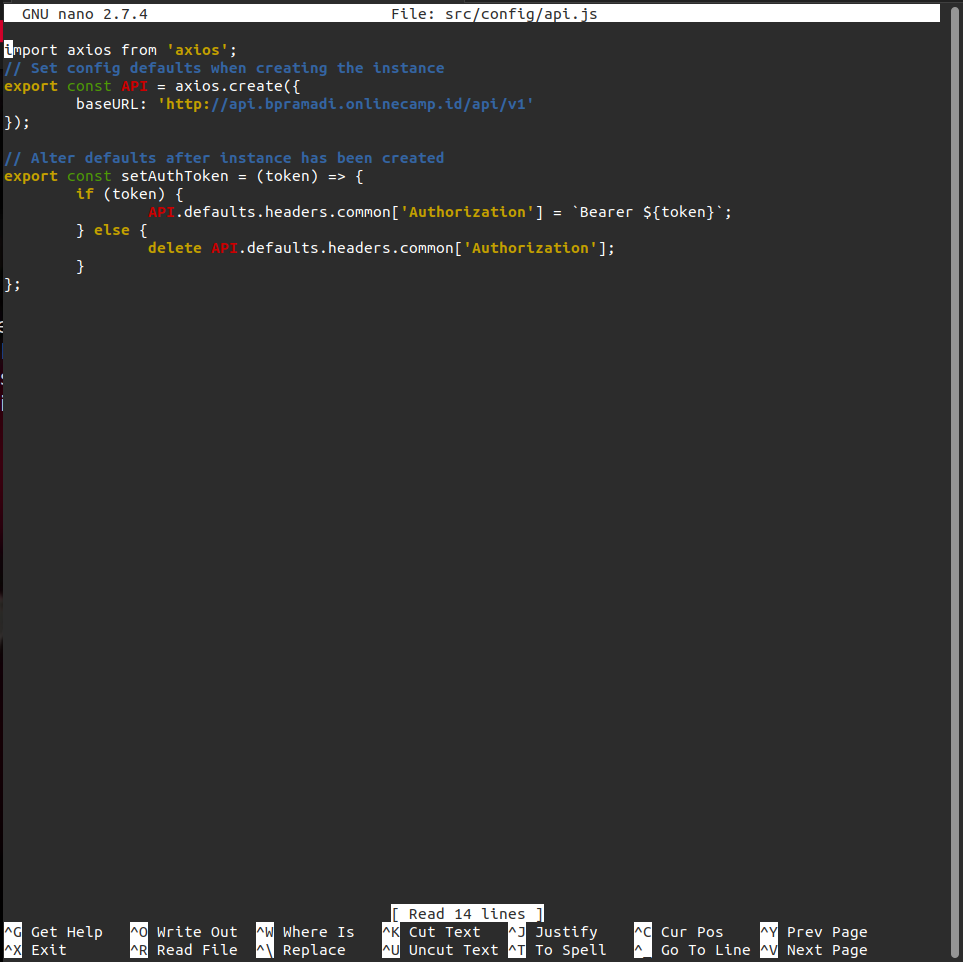 GNU nano 2.7.4 File: src/config/api.js
import axios from 'axios';
// Set config defaults when creating the instance
export const API = axios.create({
        baseURL: 'http://api.bpramadi.onlinecamp.id/api/v1'
});

// Alter defaults after instance has been created
export const setAuthToken = (token) => {
        if (token) {
                API.defaults.headers.common['Authorization'] = `Bearer ${token}`;
        } else {
                delete API.defaults.headers.common['Authorization'];
        }
};
[ Read 14 lines ]
^G Get Help ^O Write Out ^W Where Is ^K Cut Text ^J Justify ^C Cur Pos ^Y Prev Page
^X Exit ^R Read File ^\ Replace ^U Uncut Text ^T To Spell ^_ Go To Line ^V Next Page